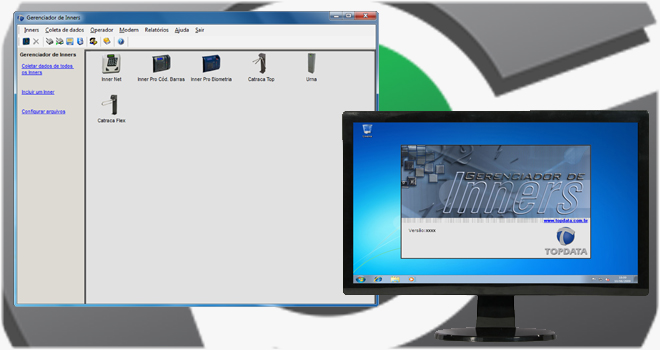 Gerenciador de Inners
Inners Coleta de dados Operador Modem Relatórios Ajuda Sair
Gerenciador de Inners
Coletar dados de todos
os Inners
Incluir um Inner
Configurar arquivos
Inner Net Inner Pro Cód. Barras Inner Pro Biometria Catraca Top Urna
Catraca Flex
GERENCIADOR DE
Inners
www.topdata.com.br
Versão: xxxx
TOPDATA